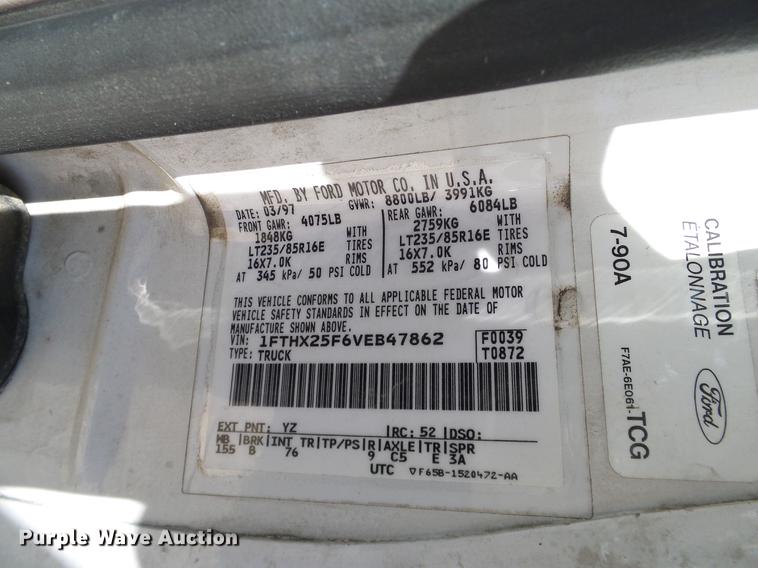 MFD. BY FORD MOTOR CO. IN U.S.A.
DATE: 03/97 GVWR: 8800LB/ 3991KG
FRONT GAWR: 4075LB REAR GAWR: 6084LB
1848KG WITH 2759KG WITH
LT235/85R16E TIRES LT235/85R16E TIRES
16X7.0K RIMS 16X7.0K RIMS
AT 345 kPa/ 50 PSI COLD AT 552 kPa/ 80 PSI COLD
THIS VEHICLE CONFORMS TO ALL APPLICABLE FEDERAL MOTOR
VEHICLE SAFETY STANDARDS IN EFFECT ON THE DATE OF
MANUFACTURE SHOWN ABOVE.
VIN: 1FTHX25F6VEB47862 F0039
TYPE: TRUCK T0872
EXT PNT: YZ RC: 52 DSO:
WB BRK INT TR TP/PS R AXLE TR SPR
155 B 76 9 C5 E 3A
UTC ▽F65B-1520472-AA
CALIBRATION
ÉTALONNAGE
7-90A
F7AE-6E061-TCG
Ford
Purple Wave Auction